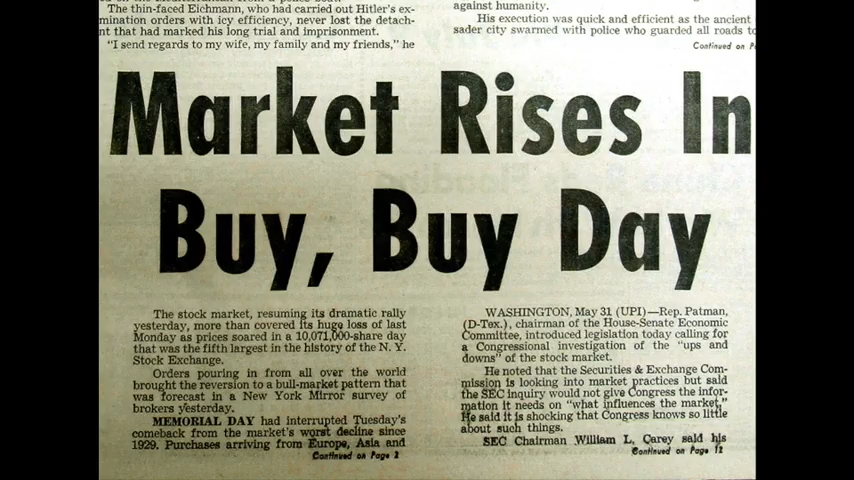 The thin-faced Eichmann, who had carried out Hitler's ex-
mination orders with icy efficiency, never lost the detach-
nt that had marked his long trial and imprisonment.
"I send regards to my wife, my family and my friends," he
against humanity.
His execution was quick and efficient as the ancient
sader city swarmed with police who guarded all roads to
Continued on P
Market Rises In
Buy, Buy Day
The stock market, resuming its dramatic rally
yesterday, more than covered its huge loss of last
Monday as prices soared in a 10,071,000-share day
that was the fifth largest in the history of the N. Y.
Stock Exchange.
Orders pouring in from all over the world
brought the reversion to a bull-market pattern that
was forecast in a New York Mirror survey of
brokers yesterday.
MEMORIAL DAY had interrupted Tuesday's
comeback from the market's worst decline since
1929. Purchases arriving from Europe, Asia and
Continued on Page 2
WASHINGTON, May 31 (UPI)—Rep. Patman,
(D-Tex.), chairman of the House-Senate Economic
Committee, introduced legislation today calling for
a Congressional investigation of the "ups and
downs" of the stock market.
He noted that the Securities & Exchange Com-
mission is looking into market practices but said
the SEC inquiry would not give Congress the infor-
mation it needs on "what influences the market."
He said it is shocking that Congress knows so little
about such things.
SEC Chairman William L. Carey said his
Continued on Page 12